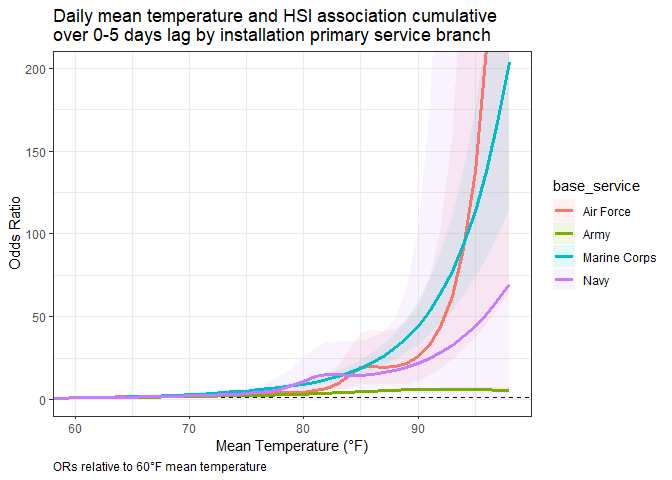 Daily mean temperature and HSI association cumulative
over 0-5 days lag by installation primary service branch
200
150
100
50
0
Odds Ratio
60
70
80
90
Mean Temperature (°F)
ORs relative to 60°F mean temperature
base_service
Air Force
Army
Marine Corps
Navy